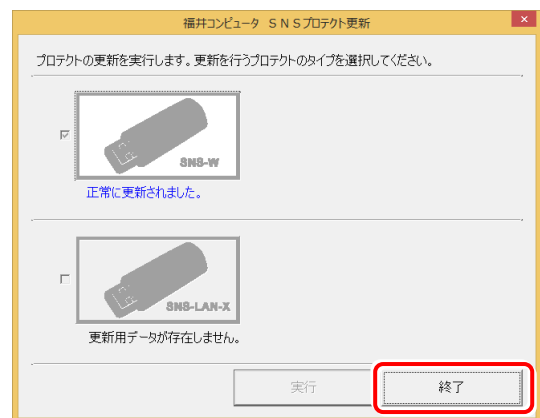 福井コンピュータ ＳＮＳプロテクト更新
プロテクトの更新を実行します。更新を行うプロテクトのタイプを選択してください。
SNS-W
正常に更新されました。
SNS-LAN-X
更新用データが存在しません。
実行
終了